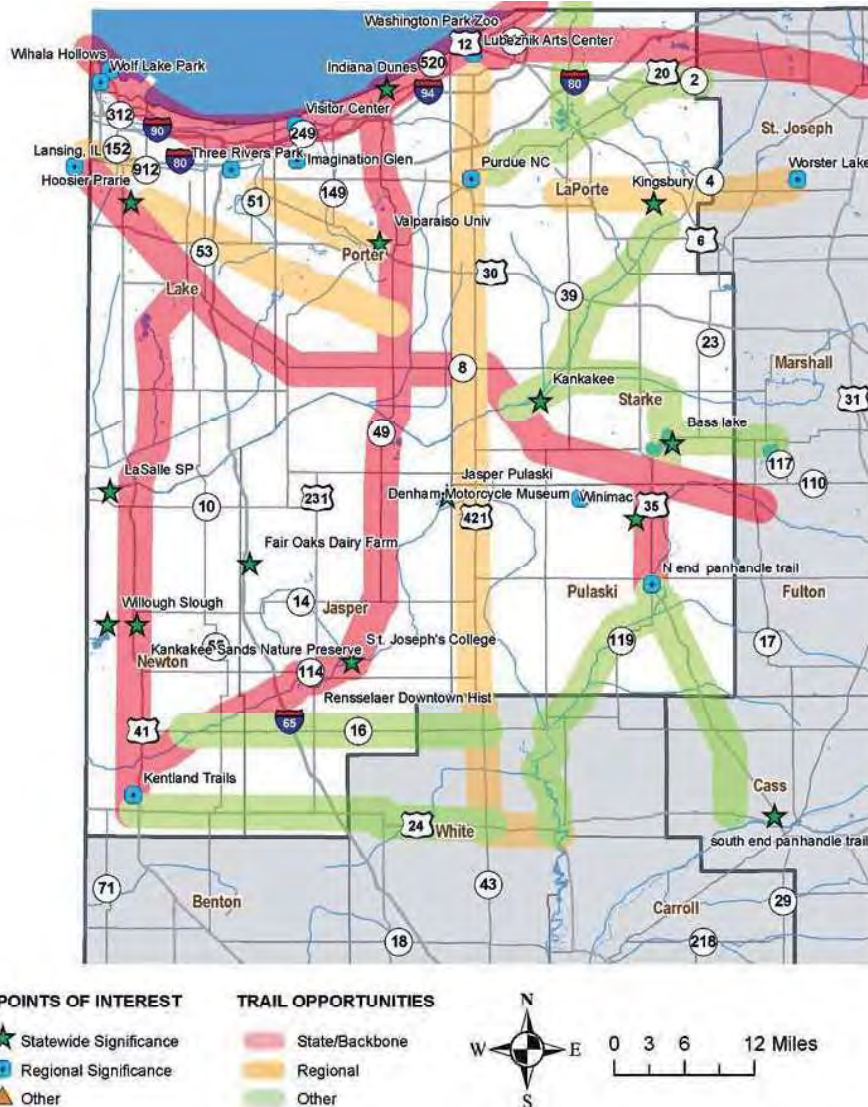 Washington Park Zoo
12
Lubeznik Arts Center
Wihala Hollows
Wolf Lake Park
Indiana Dunes
520
94
80
20
2
312
90
Visitor Center
249
St. Joseph
Lansing, IL
152
912
80
Three Rivers Park
Imagination Glen
Purdue NC
LaPorte
Kingsbury
4
Worster Lake
Hoosier Prarie
51
149
53
Valparaiso Univ
Porter
6
30
Lake
39
23
8
Marshall
Kankakee
Starke
31
49
Bass lake
117
LaSalle SP
Jasper Pulaski
110
10
231
Denham Motorcycle Museum
Winimac
35
421
Fair Oaks Dairy Farm
N end panhandle trail
14
Jasper
Pulaski
Fulton
Willough Slough
119
17
55
Kankakee Sands Nature Preserve
St. Joseph's College
Newton
114
Rensselaer Downtown Hist
41
65
16
Kentland Trails
Cass
24
White
south end panhandle trail
71
Benton
43
Carroll
29
18
218
POINTS OF INTEREST
Statewide Significance
Regional Significance
Other
TRAIL OPPORTUNITIES
State/Backbone
Regional
Other
N
W
E
S
0 3 6 12 Miles